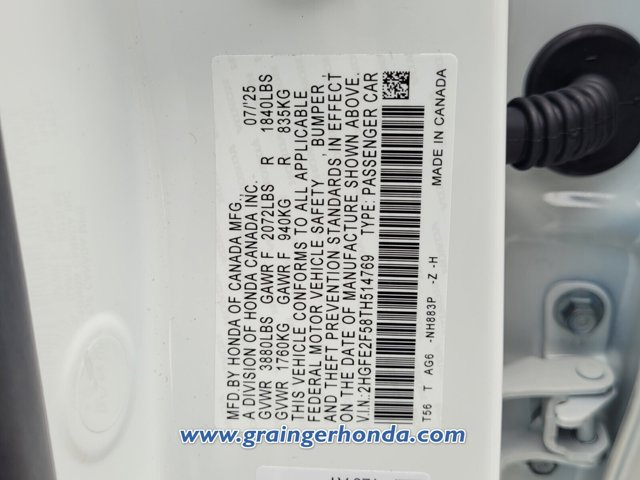 MFD BY HONDA OF CANADA MFG., 07/25
A DIVISION OF HONDA CANADA INC.
GVWR 3880LBS GAWR F 2072LBS R 1840LBS
GVWR 1760KG GAWR F 940KG R 835KG
THIS VEHICLE CONFORMS TO ALL APPLICABLE
FEDERAL MOTOR VEHICLE SAFETY, BUMPER
AND THEFT PREVENTION STANDARDS IN EFFECT
ON THE DATE OF MANUFACTURE SHOWN ABOVE.
V.I.N.:2HGFE2F58TH514769 TYPE: PASSENGER CAR
T56 T AG6 -NH883P -Z -H MADE IN CANADA
www.graingerhonda.com